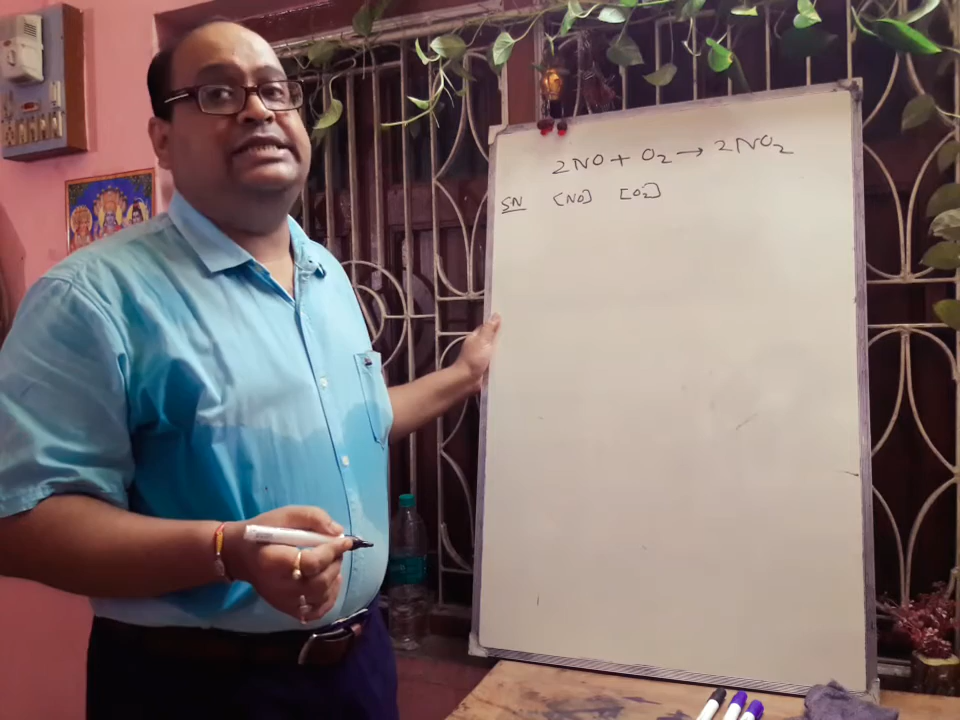 2NO + O₂ → 2NO₂
SN [NO] [O₂]